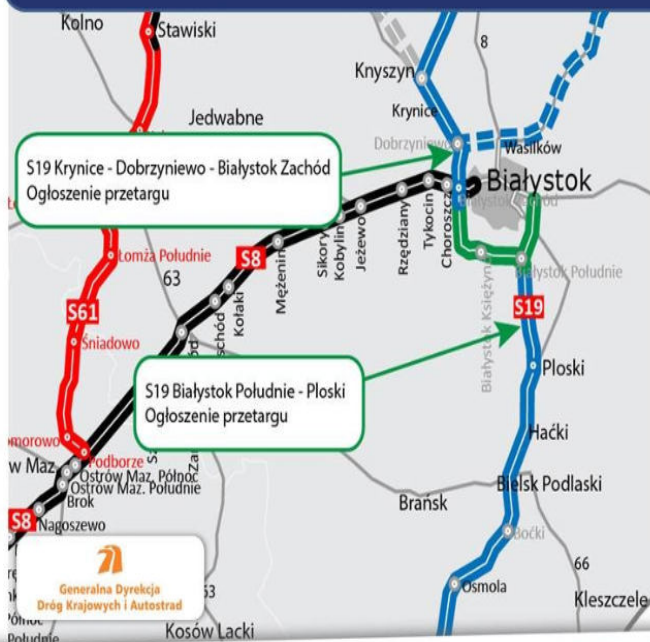 Kolno
Stawiski
8
Knyszyn
Krynice
Jedwabne
Dobrzyniewo
Wasilków
S19 Krynice - Dobrzyniewo - Białystok Zachód
Ogłoszenie przetargu
Białystok
Białystok Zachód
Choroszcz
Tykocin
Rzędziany
Jeżewo
Kobylin
Sikory
Mężenin
Kołaki
Łomża Południe
63
S8
S61
Śniadowo
Białystok Księżyno
Białystok Południe
S19
S19 Białystok Południe - Ploski
Ogłoszenie przetargu
Ploski
Haćki
Podborze
Ostrów Maz. Północ
Ostrów Maz. Południe
Brok
Nagoszewo
S8
Brańsk
Bielsk Podlaski
Boćki
66
Osmola
Kleszczele
Generalna Dyrekcja
Dróg Krajowych i Autostrad
Kosów Lacki
Południe